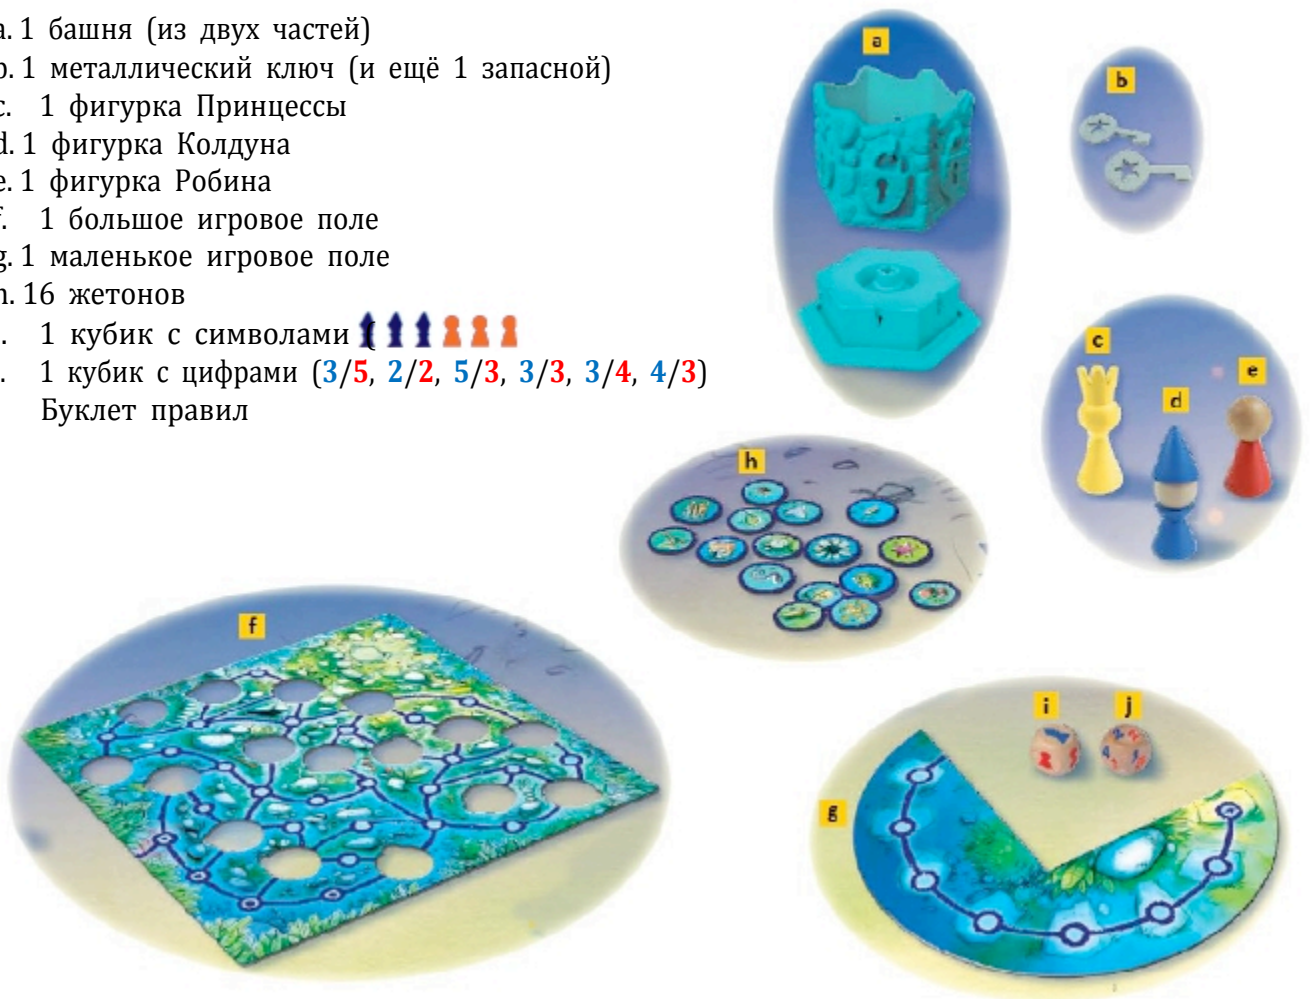 a. 1 башня (из двух частей)
b. 1 металлический ключ (и ещё 1 запасной)
c. 1 фигурка Принцессы
d. 1 фигурка Колдуна
e. 1 фигурка Робина
f. 1 большое игровое поле
g. 1 маленькое игровое поле
h. 16 жетонов
. 1 кубик с символами (
. 1 кубик с цифрами (3/5, 2/2, 5/3, 3/3, 3/4, 4/3)
Буклет правил
a
b
c
d
e
h
f
i
j
g